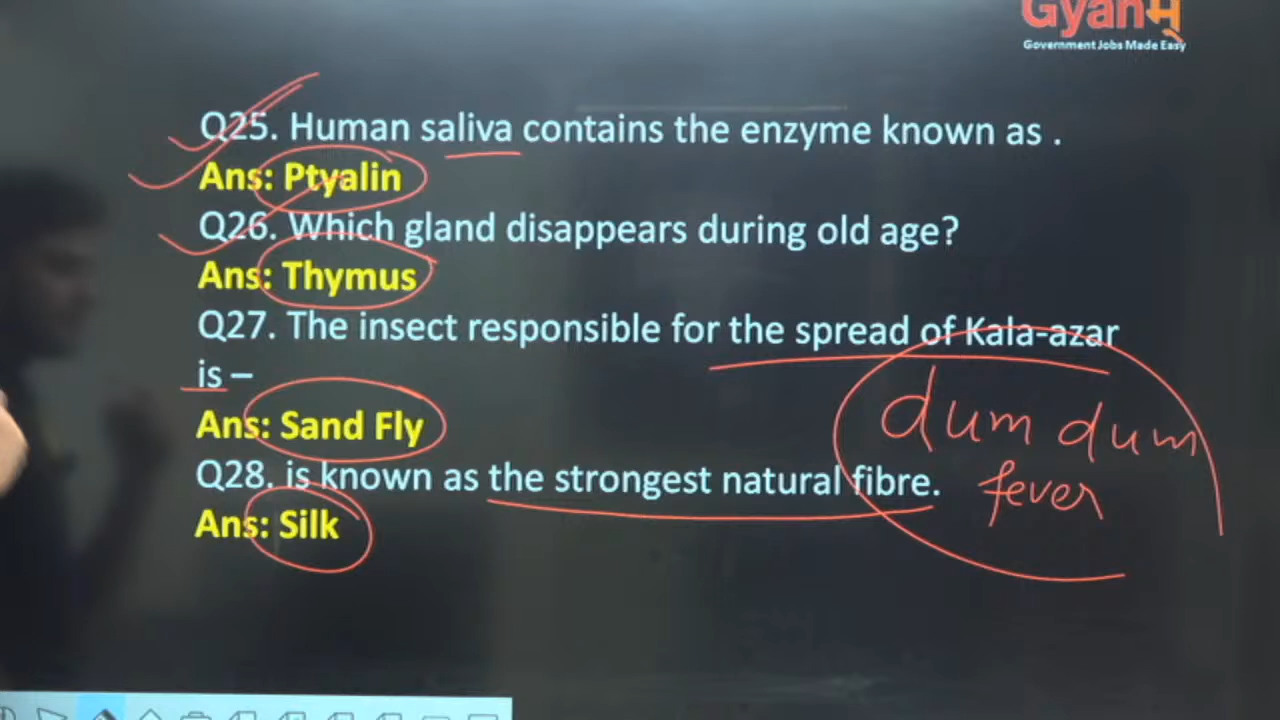 Gyanम्
Government Jobs Made Easy
Q25. Human saliva contains the enzyme known as .
Ans: Ptyalin
Q26. Which gland disappears during old age?
Ans: Thymus
Q27. The insect responsible for the spread of Kala-azar
is –
Ans: Sand Fly
dum dum
fever
Q28. is known as the strongest natural fibre.
Ans: Silk